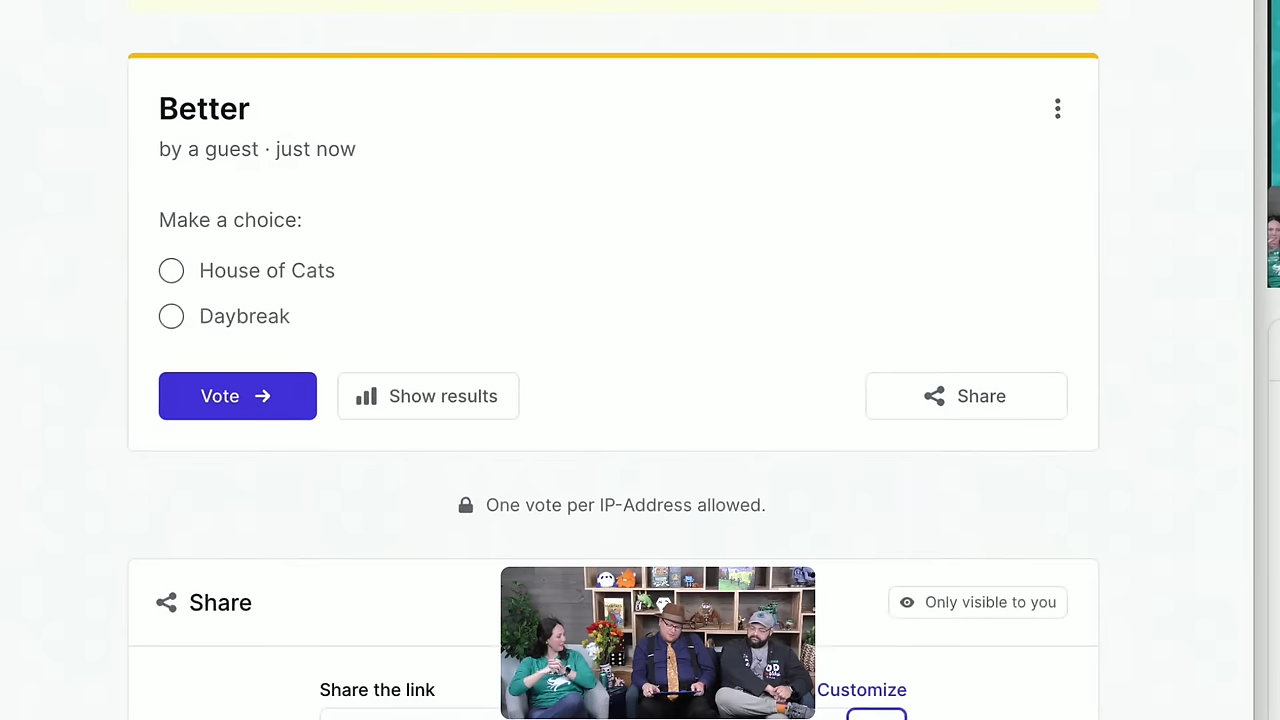 Better
by a guest · just now
Make a choice:
House of Cats
Daybreak
Vote →
Show results
Share
One vote per IP-Address allowed.
Share
Only visible to you
Share the link
Customize